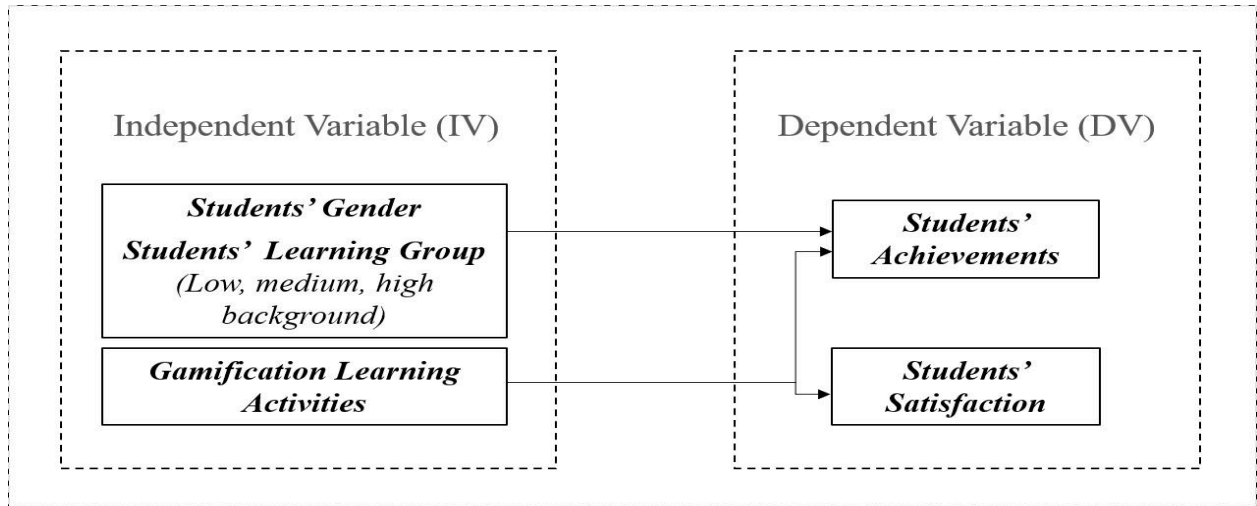 Independent Variable (IV)
Students’ Gender
Students’ Learning Group
(Low, medium, high
background)
Gamification Learning
Activities
Dependent Variable (DV)
Students’
Achievements
Students’
Satisfaction